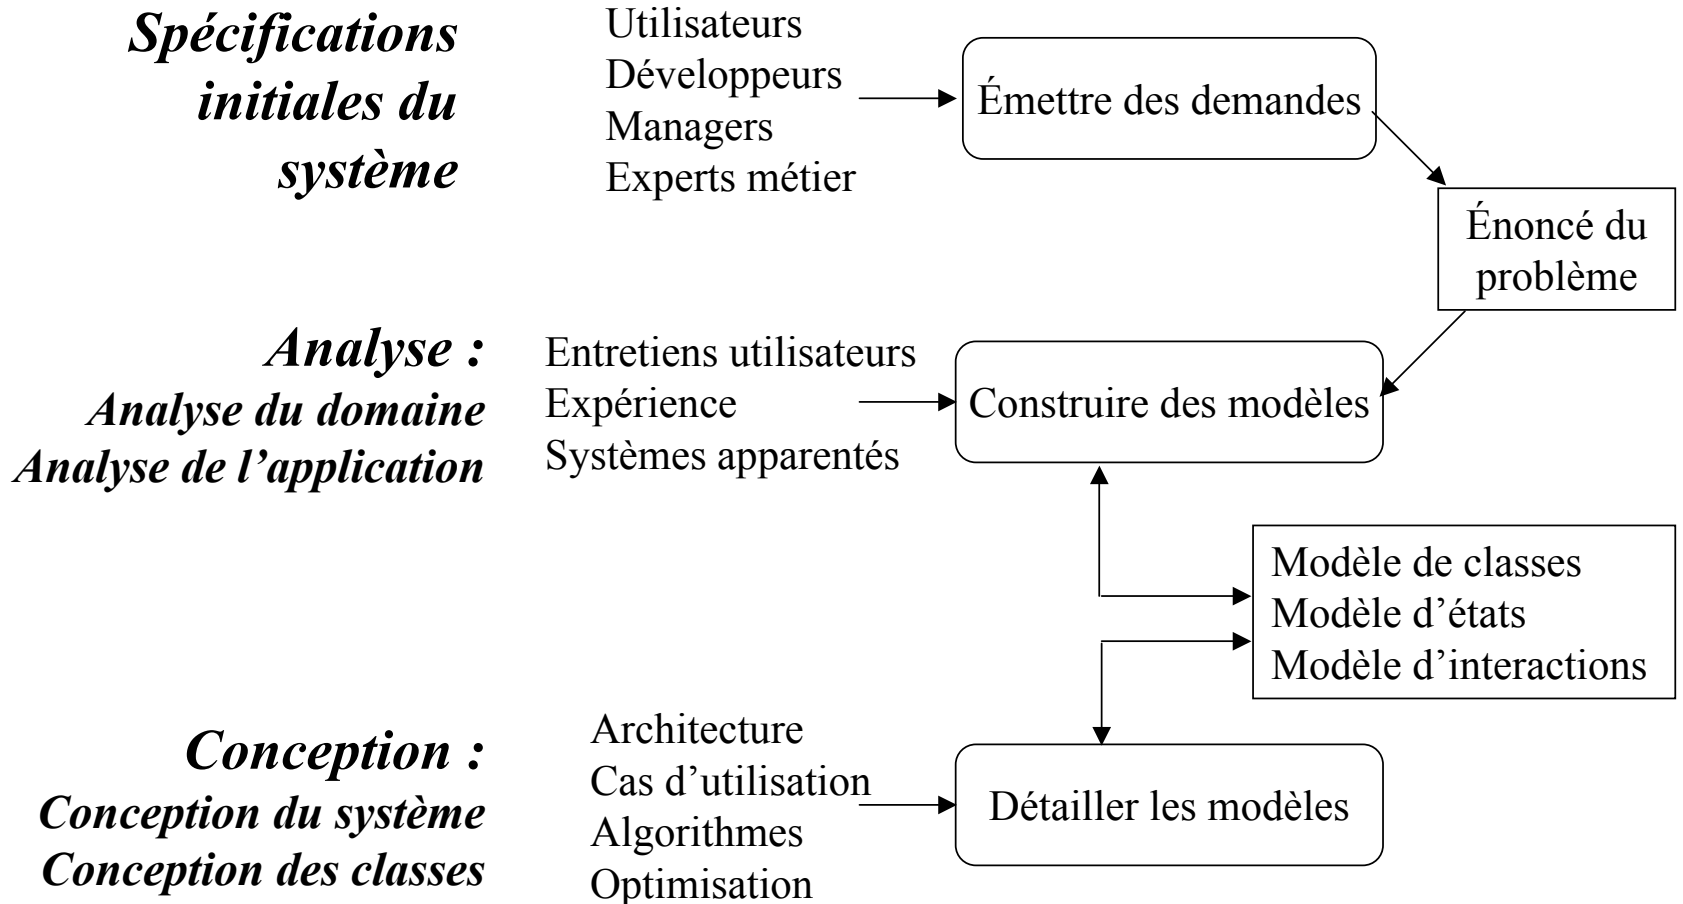 Spécifications
initiales du
système
Utilisateurs
Développeurs
Managers
Experts métier
Émettre des demandes
Énoncé du
problème
Analyse :
Analyse du domaine
Analyse de l’application
Entretiens utilisateurs
Expérience
Systèmes apparentés
Construire des modèles
Modèle de classes
Modèle d’états
Modèle d’interactions
Conception :
Conception du système
Conception des classes
Architecture
Cas d’utilisation
Algorithmes
Optimisation
Détailler les modèles